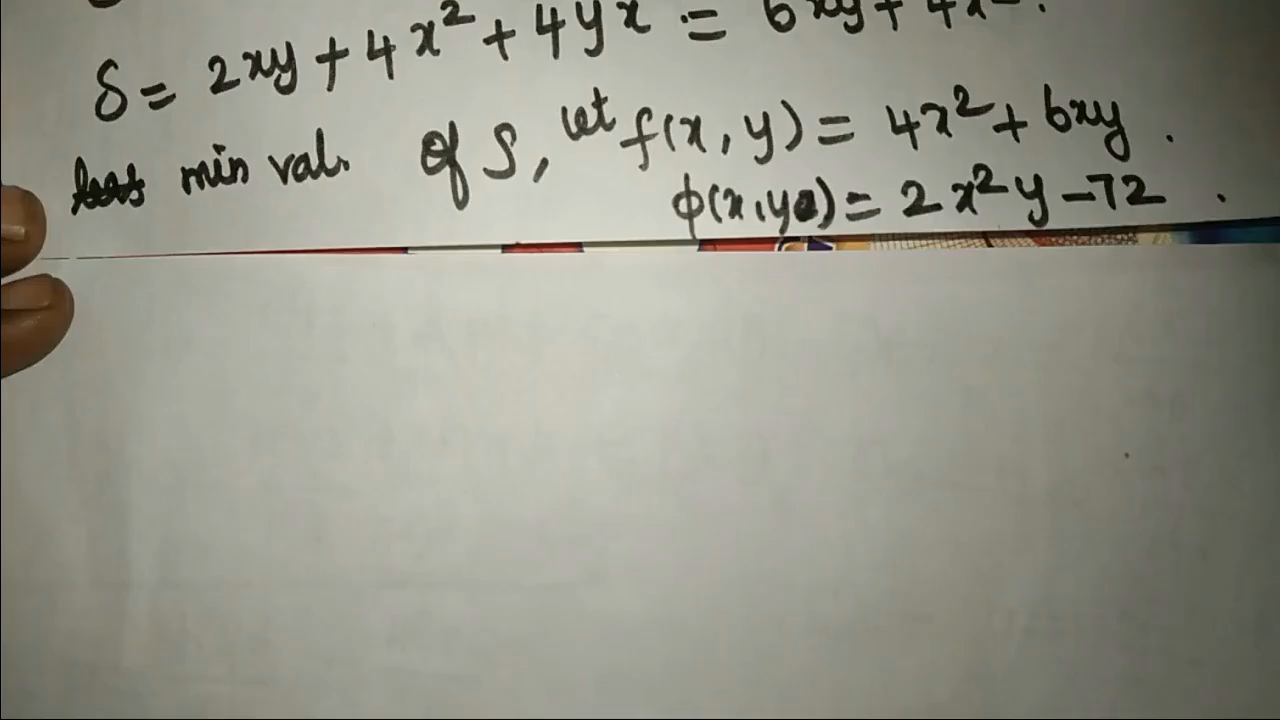 S = 2xy + 4x² + 4yx = 6xy + 4x².
min val. of S, let f(x, y) = 4x² + 6xy.
φ(x, y) = 2x²y - 72.